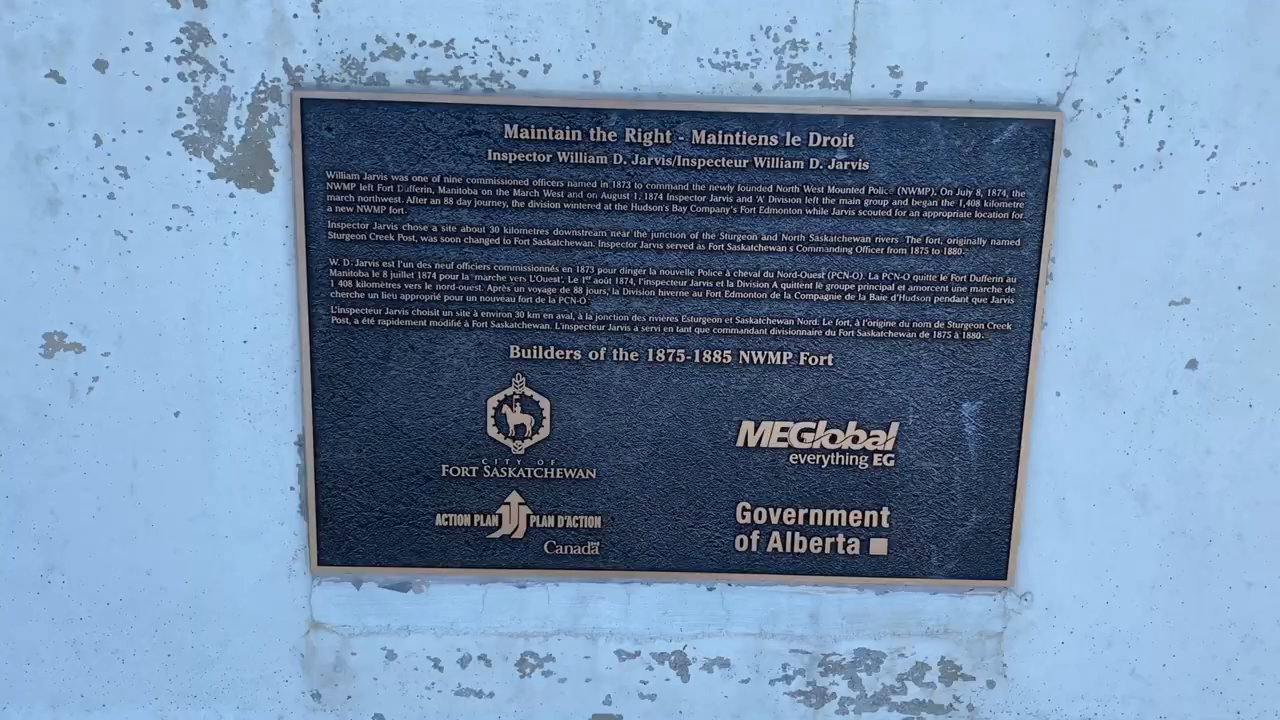 Maintain the Right - Maintiens le Droit
Inspector William D. Jarvis/Inspecteur William D. Jarvis
William Jarvis was one of nine commissioned officers named in 1873 to command the newly founded North West Mounted Police (NWMP). On July 8, 1874, the
NWMP left Fort Dufferin, Manitoba on the March West and on August 1, 1874 Inspector Jarvis and 'A' Division left the main group and began the 1,408 kilometre
march northwest. After an 88 day journey, the division wintered at the Hudson's Bay Company's Fort Edmonton while Jarvis scouted for an appropriate location for
a new NWMP fort.
Inspector Jarvis chose a site about 30 kilometres downstream near the junction of the Sturgeon and North Saskatchewan rivers. The fort, originally named
Sturgeon Creek Post, was soon changed to Fort Saskatchewan. Inspector Jarvis served as Fort Saskatchewan's Commanding Officer from 1875 to 1880.
W. D. Jarvis est l'un des neuf officiers commissionnés en 1873 pour diriger la nouvelle Police à cheval du Nord-Ouest (PCN-O). La PCN-O quitte le Fort Dufferin au
Manitoba le 8 juillet 1874 pour la "marche vers L'Ouest". Le 1er août 1874, l'inspecteur Jarvis et la Division A quittent le groupe principal et amorcent une marche de
1 408 kilomètres vers le nord-ouest. Après un voyage de 88 jours, la Division hiverne au Fort Edmonton de la Compagnie de la Baie d'Hudson pendant que Jarvis
cherche un lieu approprié pour un nouveau fort de la PCN-O.
L'inspecteur Jarvis choisit un site à environ 30 km en aval, à la jonction des rivières Esturgeon et Saskatchewan Nord. Le fort, à l'origine du nom de Sturgeon Creek
Post, a été rapidement modifié à Fort Saskatchewan. L'inspecteur Jarvis a servi en tant que commandant divisionnaire du Fort Saskatchewan de 1875 à 1880.
Builders of the 1875-1885 NWMP Fort
CITY OF
FORT SASKATCHEWAN
MEGlobal
everything EG
ACTION PLAN PLAN D'ACTION
Canada
Government
of Alberta